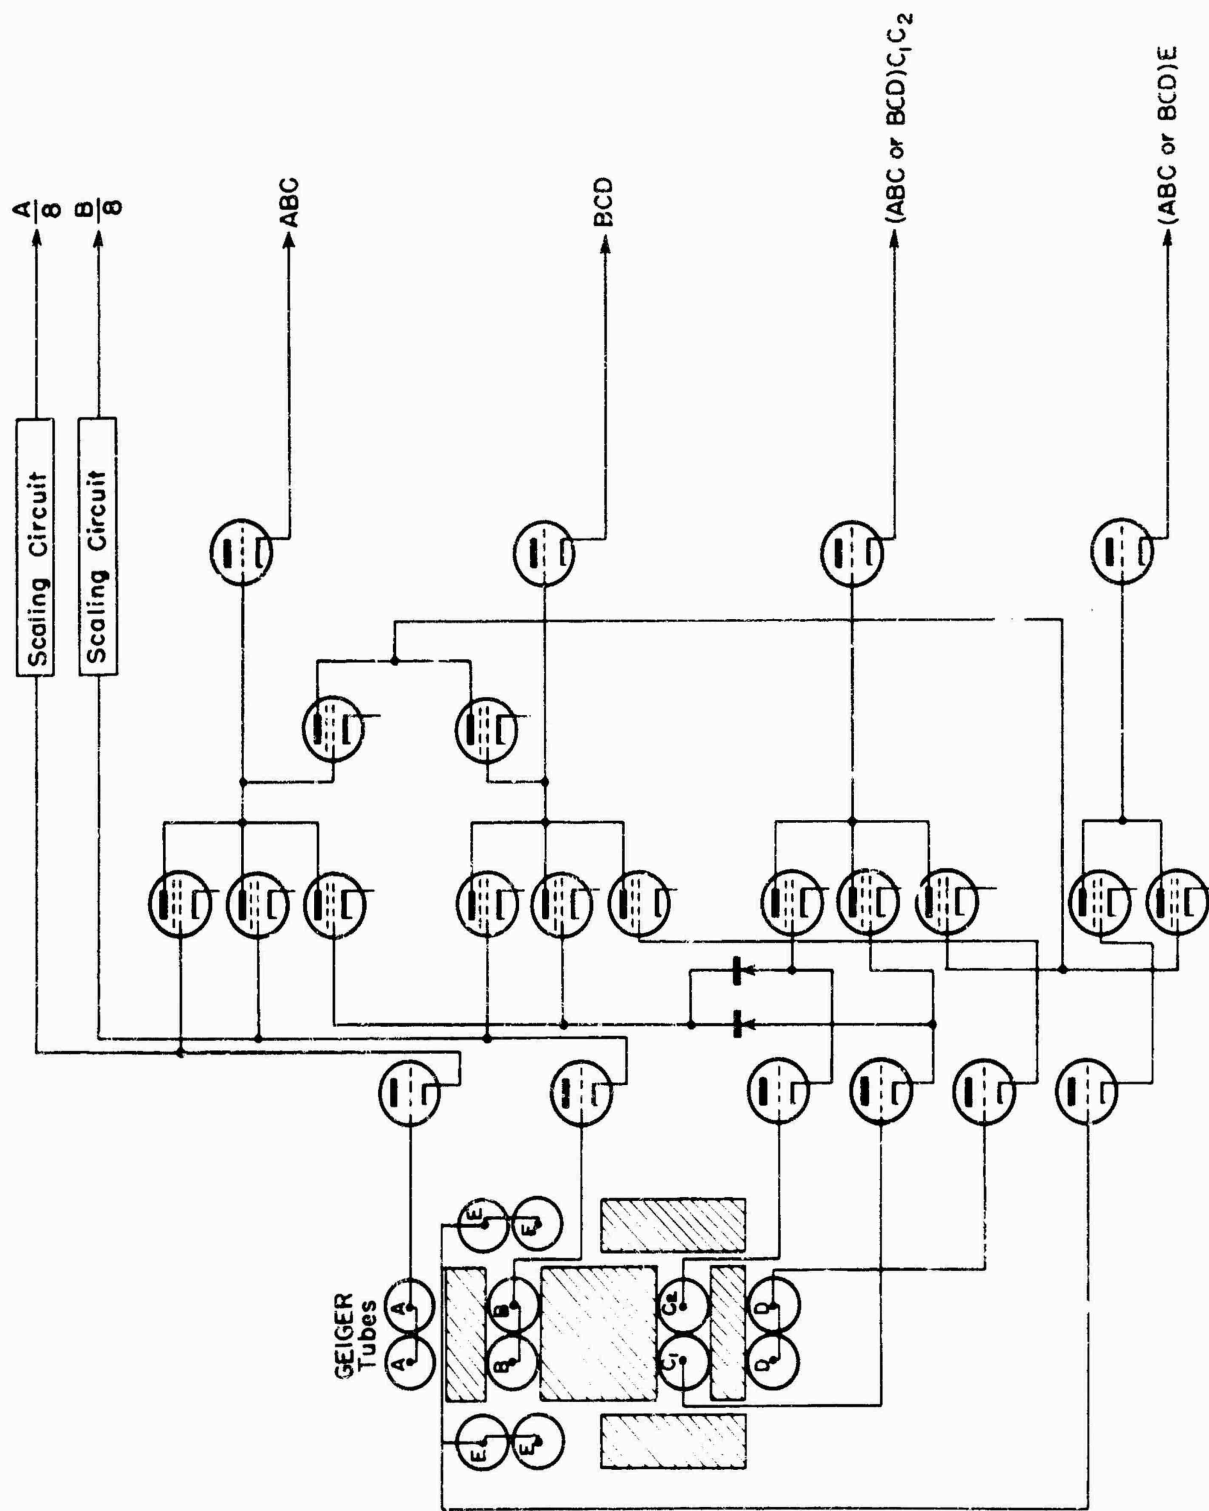 A
8
B
8
Scaling Circuit
Scaling Circuit
ABC
BCD
(ABC or BCD)C₁C₂
(ABC or BCD)E
GEIGER
Tubes
A
A
E
E
B
B
E
E
C₁
C₂
D
D